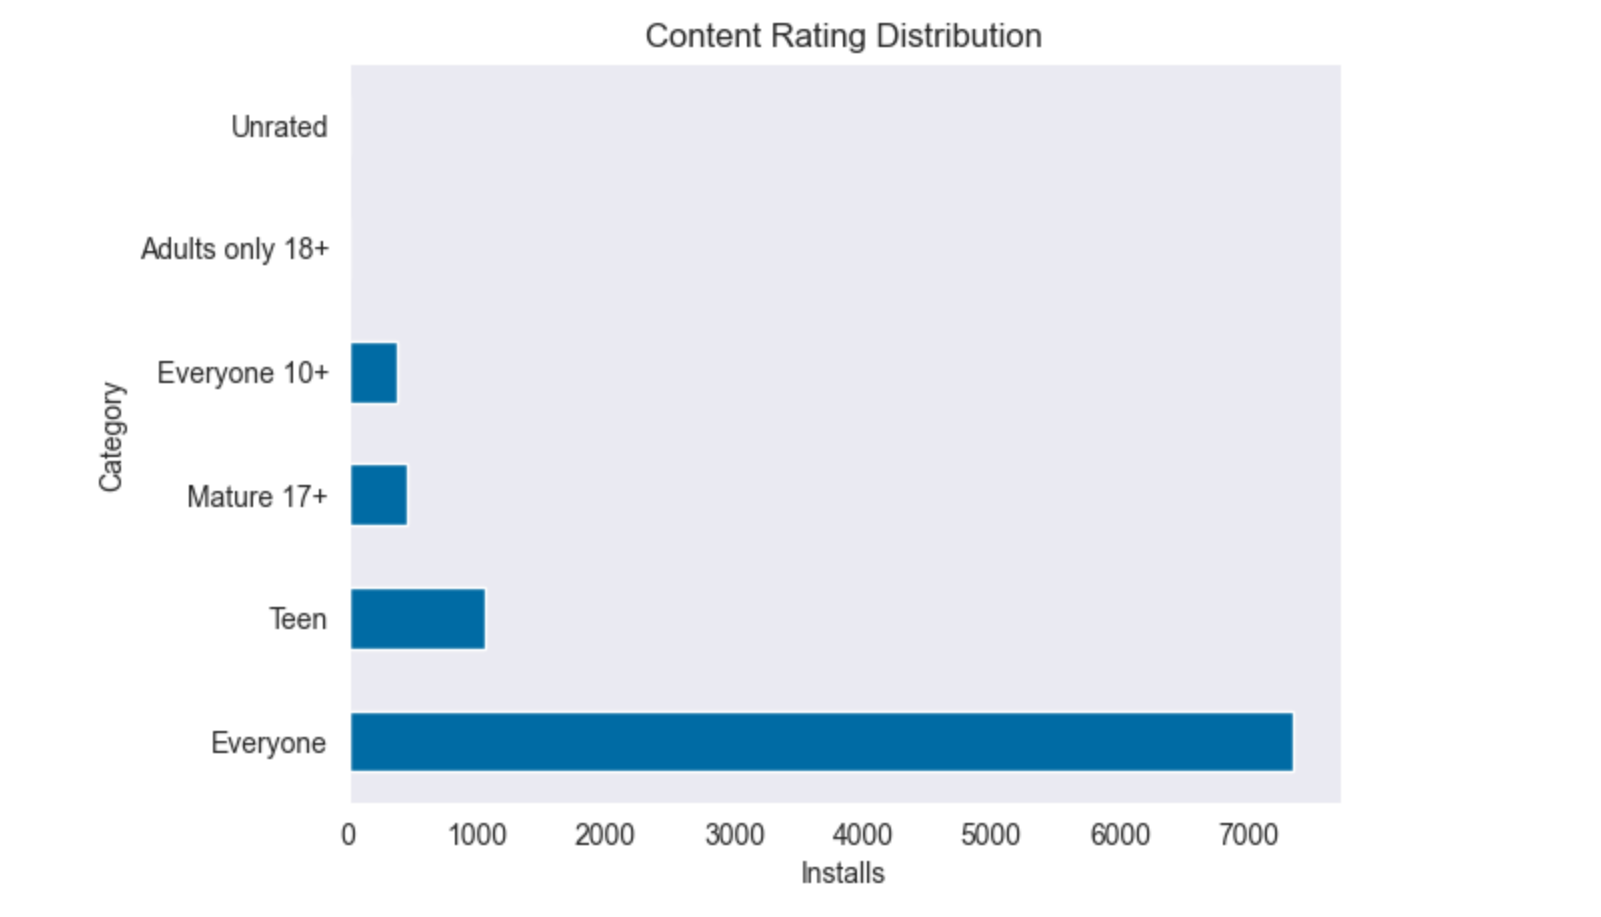 Content Rating Distribution
Unrated
Adults only 18+
Everyone 10+
Mature 17+
Teen
Everyone
Category
0 1000 2000 3000 4000 5000 6000 7000
Installs